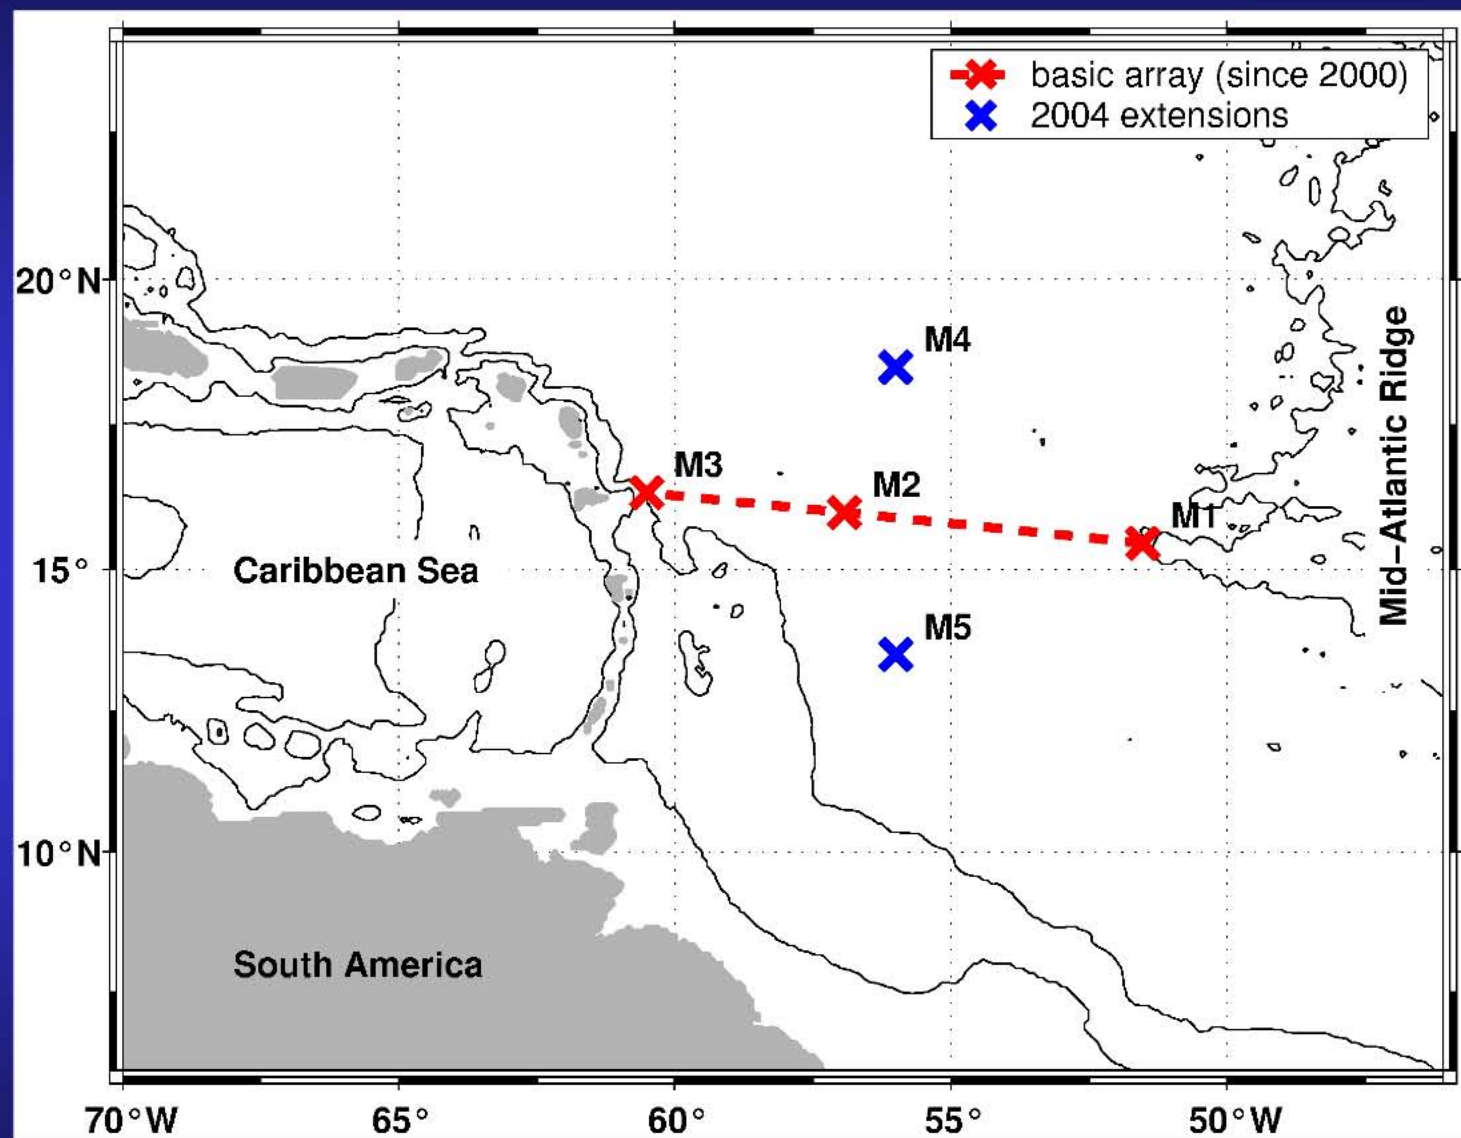 basic array (since 2000)
2004 extensions
20°N
M4
Mid–Atlantic Ridge
M3
M2
M1
15°
Caribbean Sea
M5
10°N
South America
70°W
65°
60°
55°
50°W